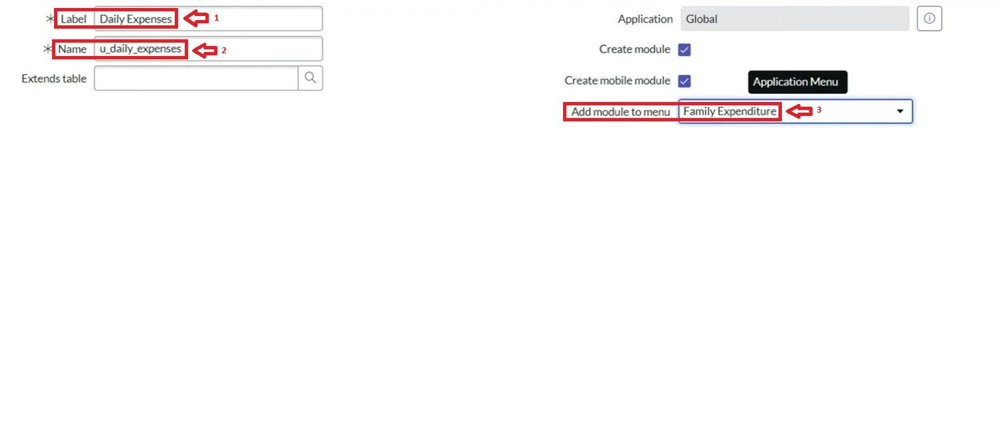 * Label Daily Expenses 1
* Name u_daily_expenses 2
Extends table
Application Global
Create module
Create mobile module
Application Menu
Add module to menu Family Expenditure 3